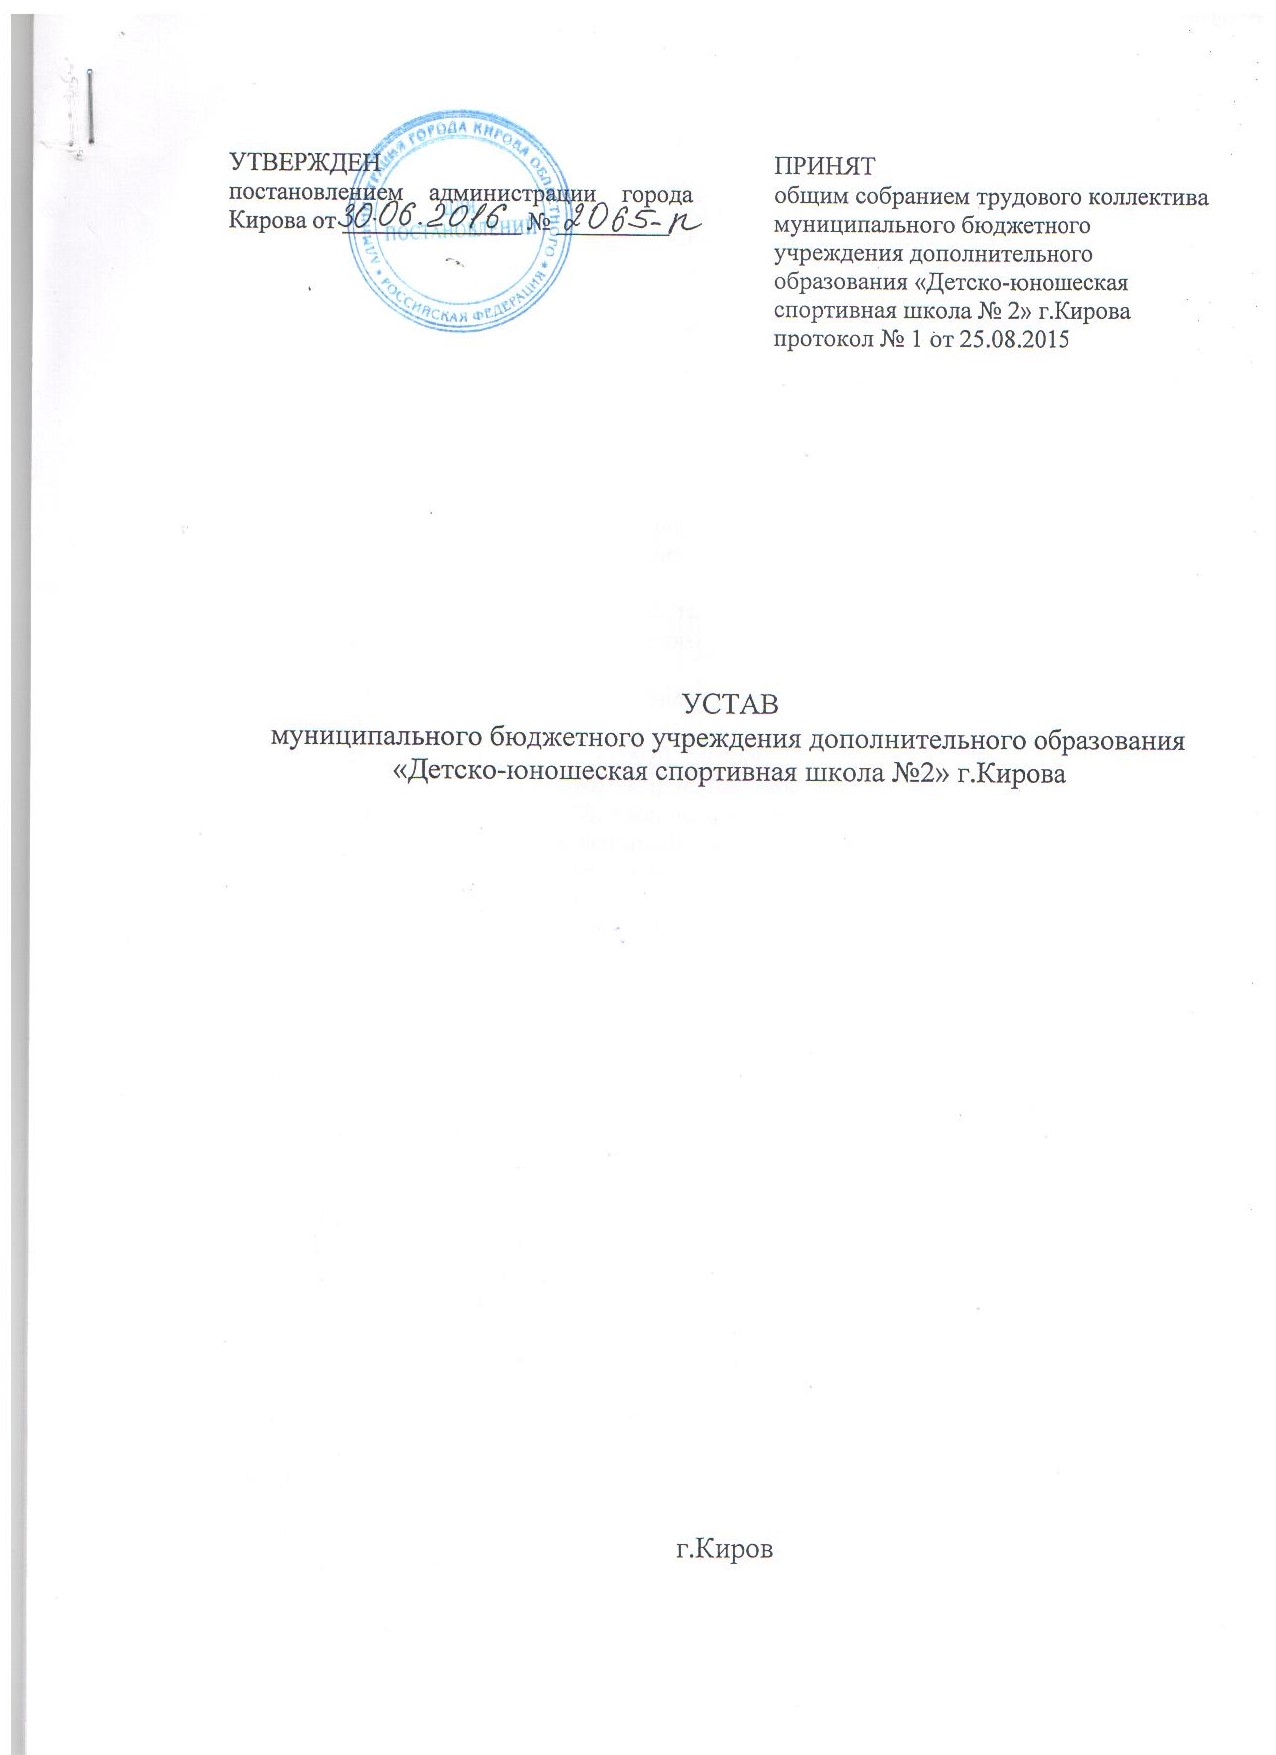 УТВЕРЖДЕН
постановлением администрации города
Кирова от 30.06.2016 № 2065-п
ПРИНЯТ
общим собранием трудового коллектива
муниципального бюджетного
учреждения дополнительного
образования «Детско-юношеская
спортивная школа № 2» г.Кирова
протокол № 1 от 25.08.2015
ГОРОДА КИРОВА
РОССИЙСКАЯ ФЕДЕРАЦИЯ
ПОСТАНОВЛЕНИЙ
УСТАВ
муниципального бюджетного учреждения дополнительного образования
«Детско-юношеская спортивная школа №2» г.Кирова
г.Киров